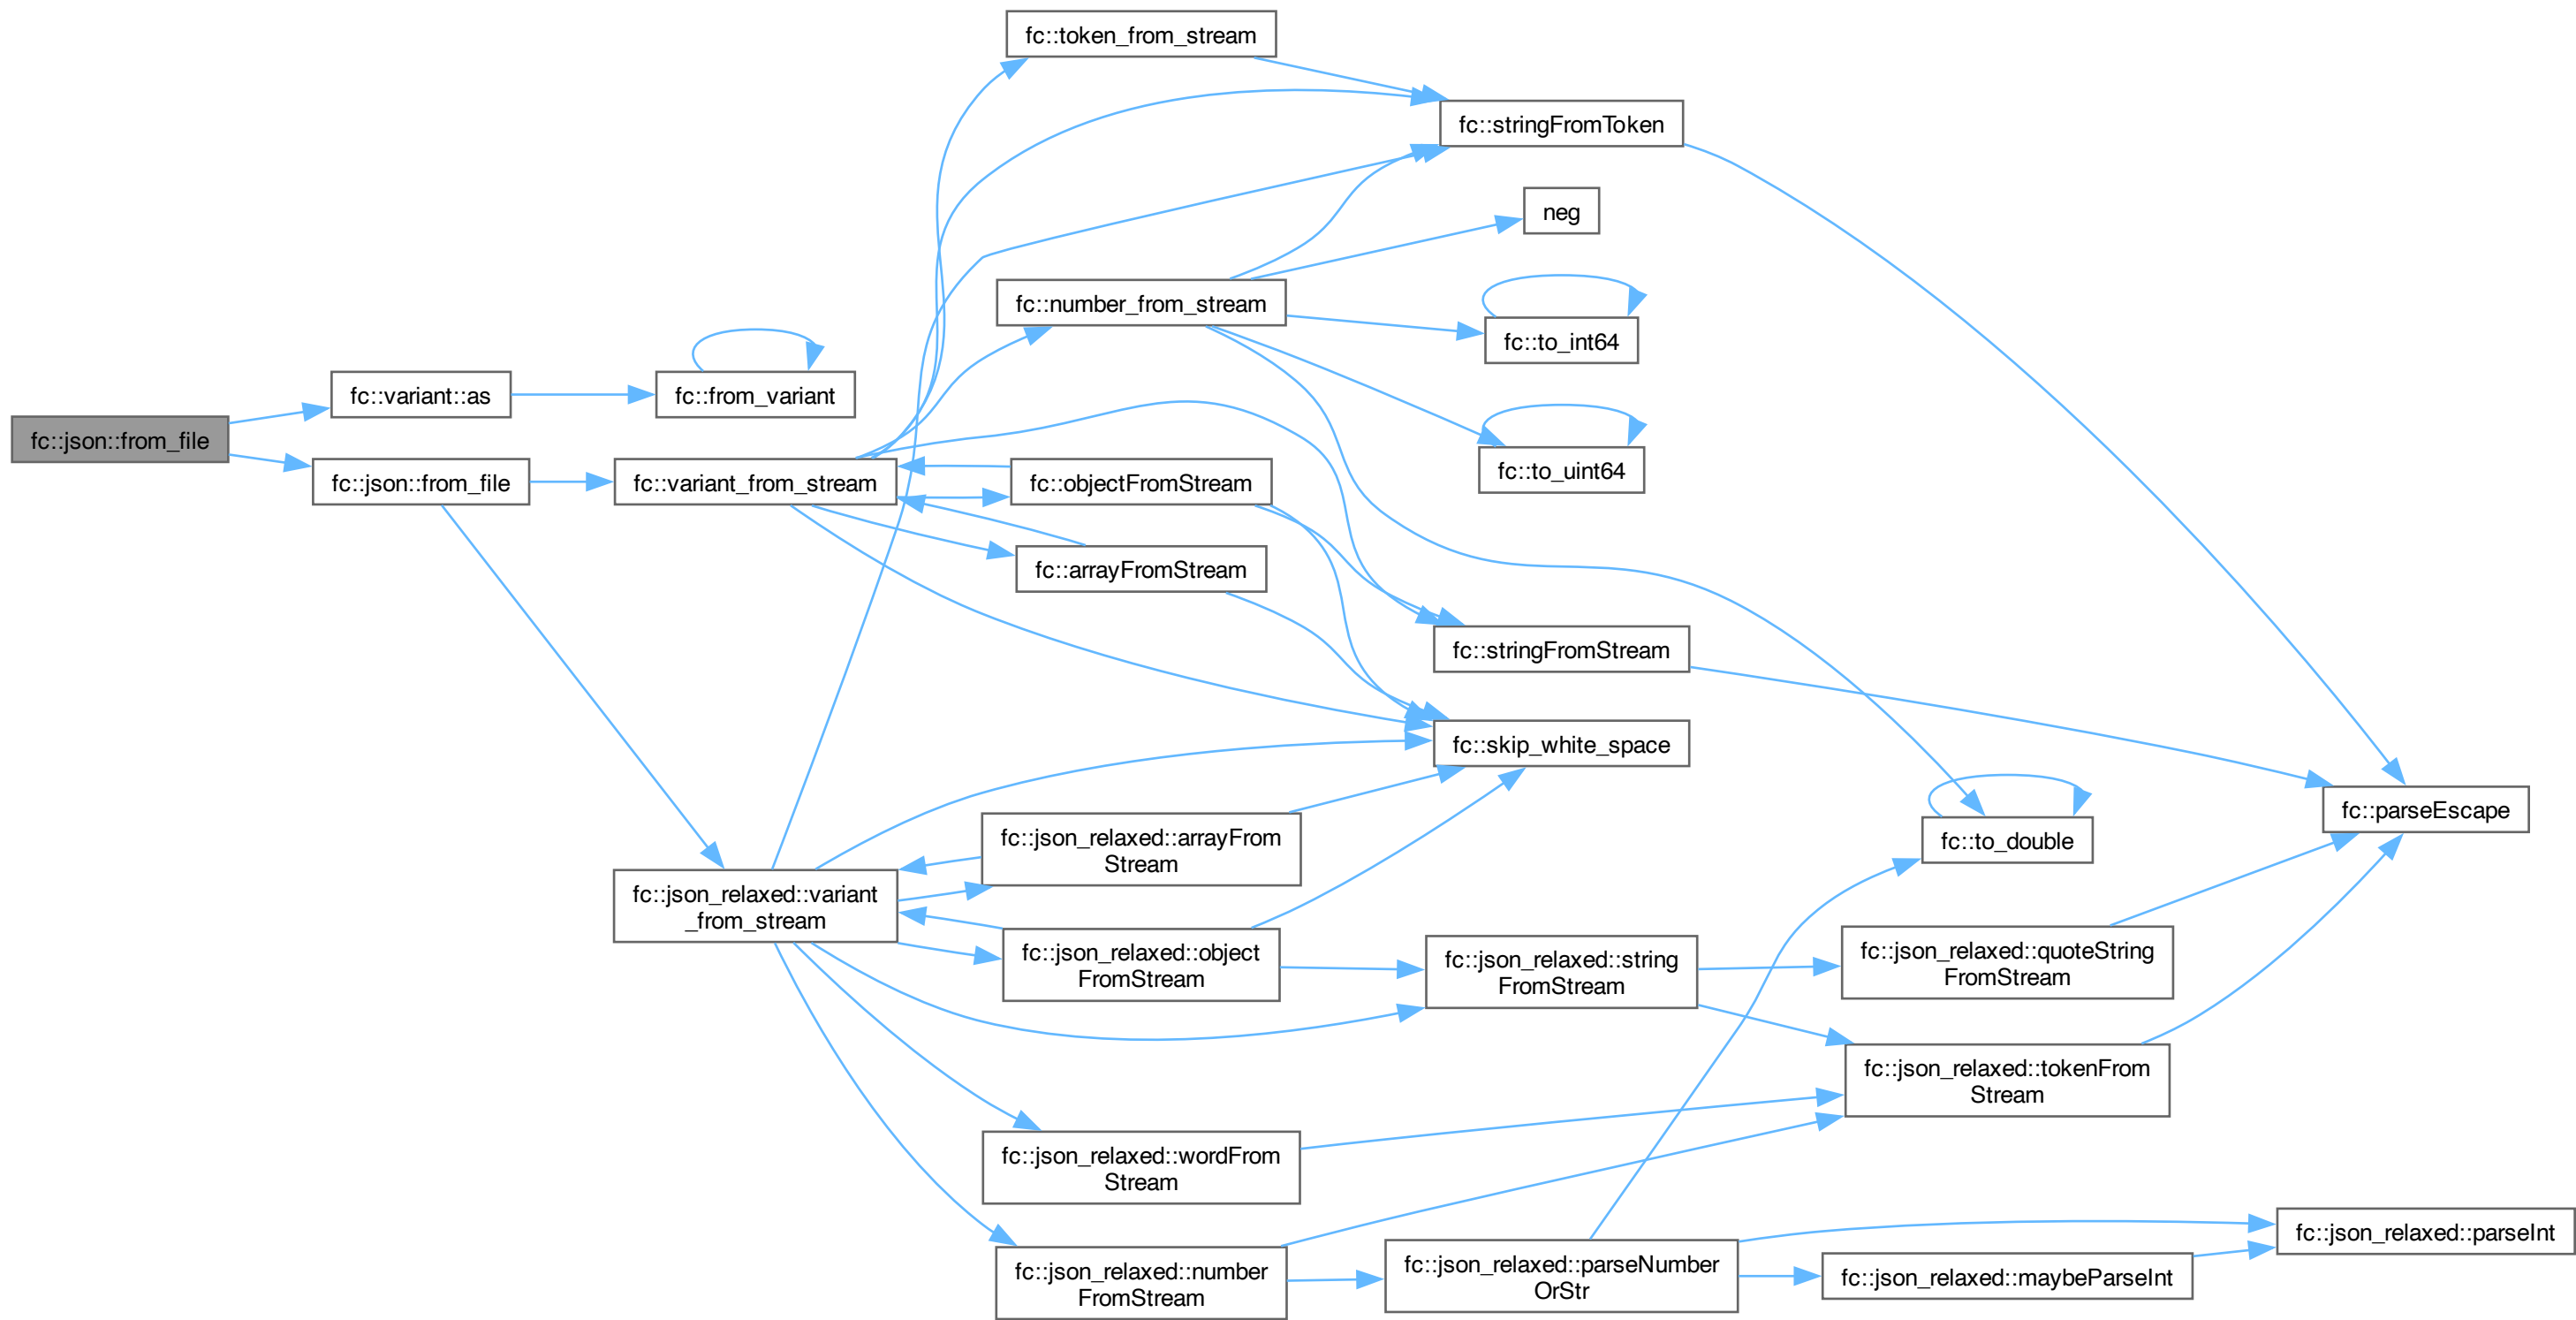 fc::token_from_stream
fc::stringFromToken
neg
fc::number_from_stream
fc::to_int64
fc::variant::as
fc::from_variant
fc::json::from_file
fc::to_uint64
fc::json::from_file
fc::variant_from_stream
fc::objectFromStream
fc::arrayFromStream
fc::stringFromStream
fc::skip_white_space
fc::parseEscape
fc::to_double
fc::json_relaxed::arrayFrom
Stream
fc::json_relaxed::variant
_from_stream
fc::json_relaxed::object
FromStream
fc::json_relaxed::string
FromStream
fc::json_relaxed::quoteString
FromStream
fc::json_relaxed::tokenFrom
Stream
fc::json_relaxed::wordFrom
Stream
fc::json_relaxed::number
FromStream
fc::json_relaxed::parseNumber
OrStr
fc::json_relaxed::maybeParseInt
fc::json_relaxed::parseInt